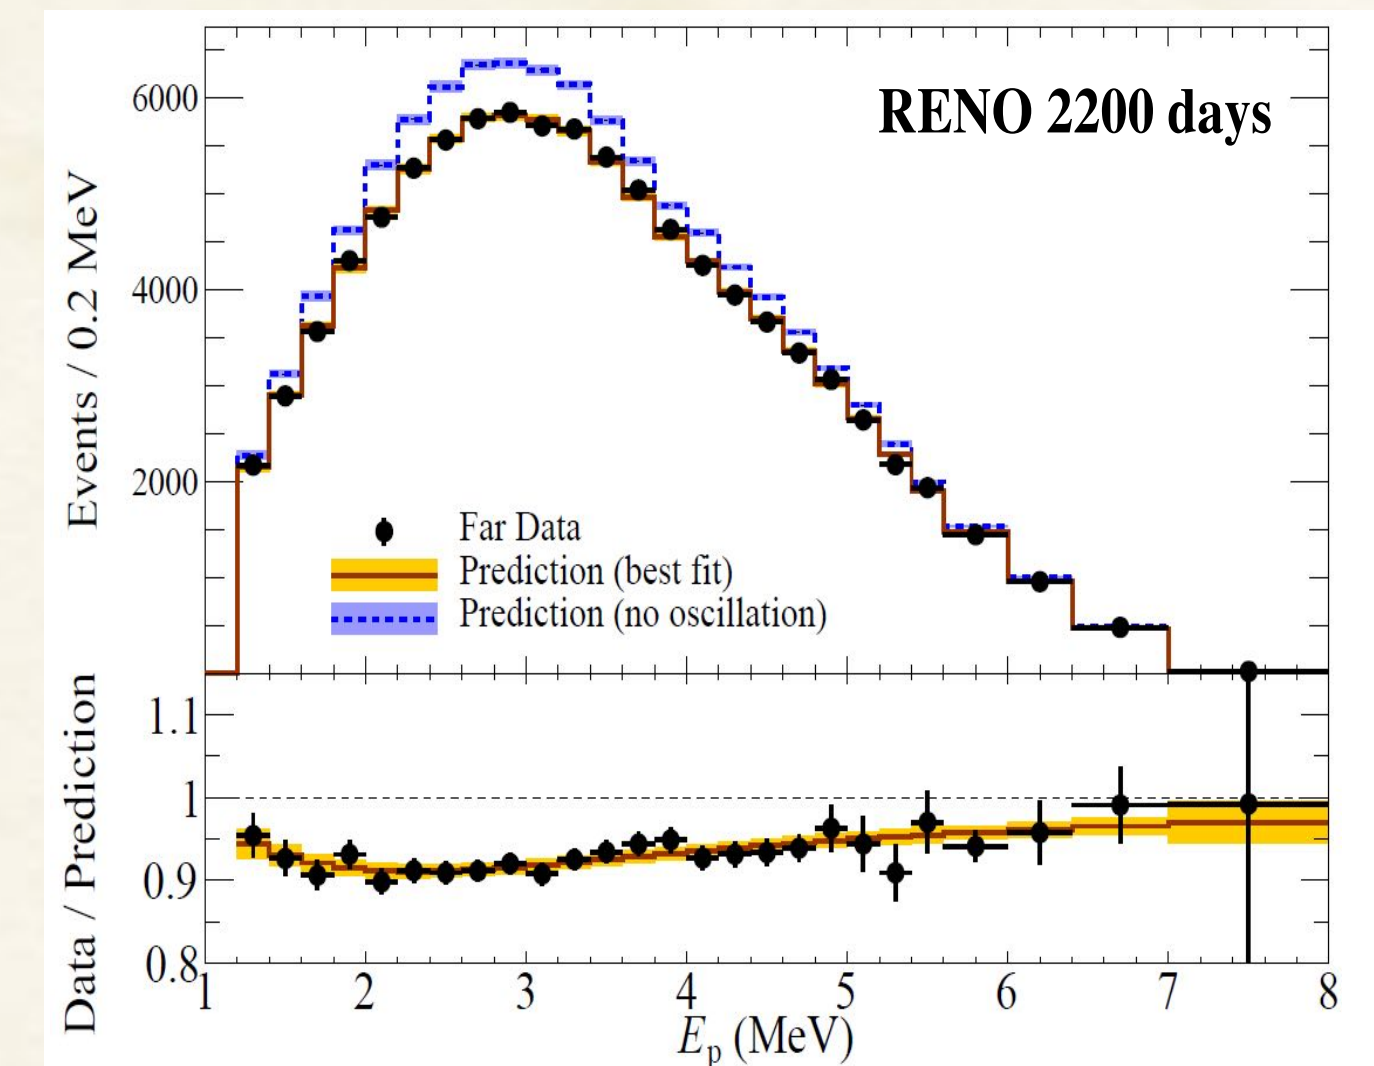 RENO 2200 days
Events / 0.2 MeV
6000
4000
2000
Far Data
Prediction (best fit)
Prediction (no oscillation)
Data / Prediction
1.1
1
0.9
0.8
1 2 3 4 5 6 7 8
Eₚ (MeV)